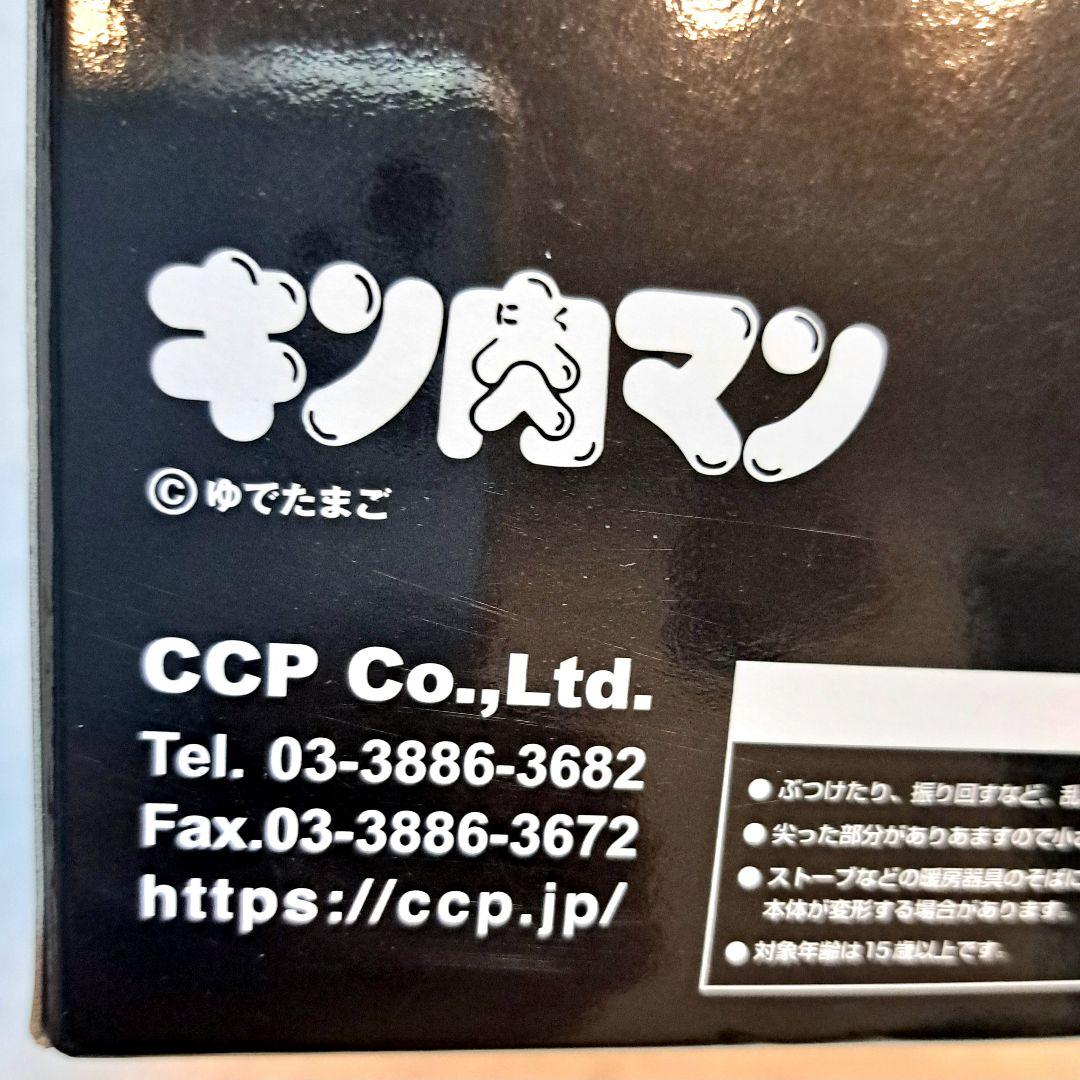 キン肉マン
にく
©ゆでたまご
CCP Co.,Ltd.
Tel. 03-3886-3682
Fax.03-3886-3672
https://ccp.jp/
●ぶつけたり、振り回すなど、乱
●尖った部分がありあますので小
●ストーブなどの暖房器具のそばに
本体が変形する場合があります。
●対象年齢は15歳以上です。